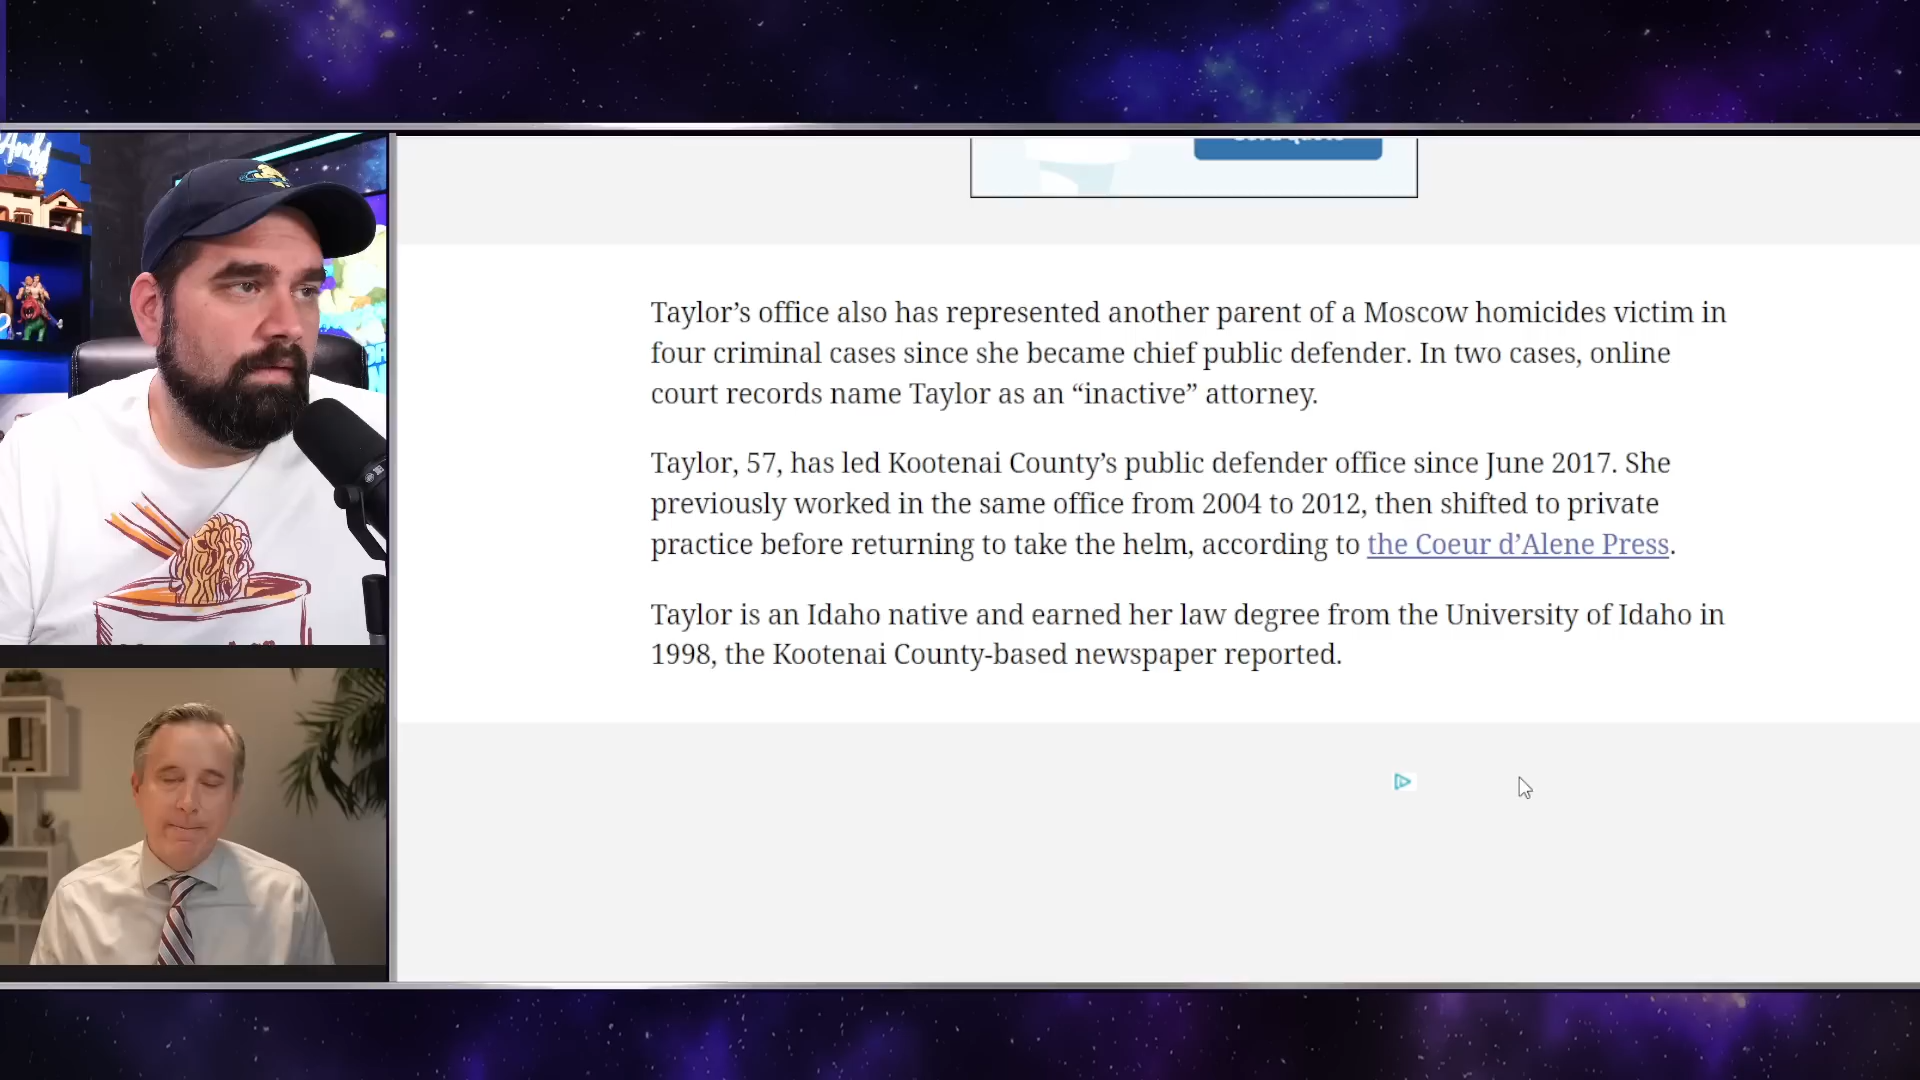 Andy
Taylor’s office also has represented another parent of a Moscow homicides victim in
four criminal cases since she became chief public defender. In two cases, online
court records name Taylor as an “inactive” attorney.
Taylor, 57, has led Kootenai County’s public defender office since June 2017. She
previously worked in the same office from 2004 to 2012, then shifted to private
practice before returning to take the helm, according to the Coeur d’Alene Press.
Taylor is an Idaho native and earned her law degree from the University of Idaho in
1998, the Kootenai County-based newspaper reported.